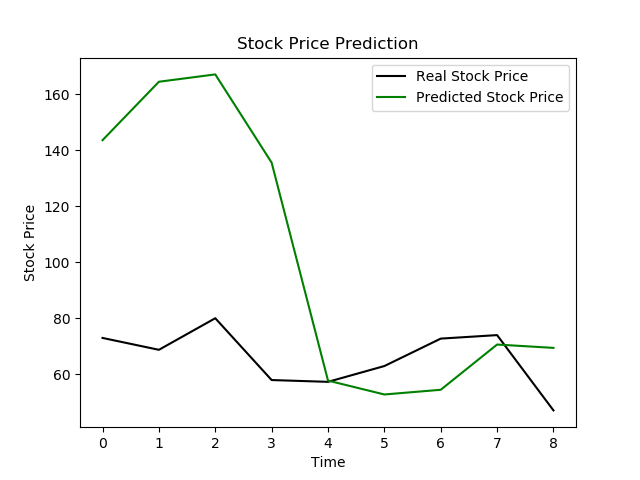 Stock Price Prediction
Real Stock Price
Predicted Stock Price
Stock Price
160
140
120
100
80
60
0 1 2 3 4 5 6 7 8
Time